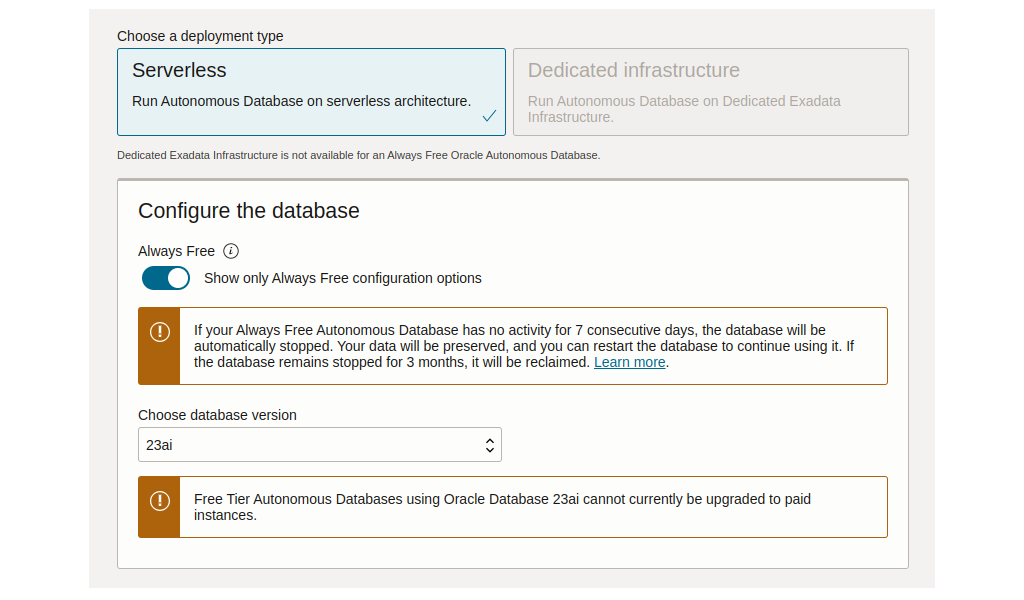 Choose a deployment type
Serverless
Run Autonomous Database on serverless architecture.
Dedicated infrastructure
Run Autonomous Database on Dedicated Exadata
Infrastructure.
Dedicated Exadata Infrastructure is not available for an Always Free Oracle Autonomous Database.
Configure the database
Always Free
Show only Always Free configuration options
If your Always Free Autonomous Database has no activity for 7 consecutive days, the database will be
automatically stopped. Your data will be preserved, and you can restart the database to continue using it. If
the database remains stopped for 3 months, it will be reclaimed. Learn more.
Choose database version
23ai
Free Tier Autonomous Databases using Oracle Database 23ai cannot currently be upgraded to paid
instances.